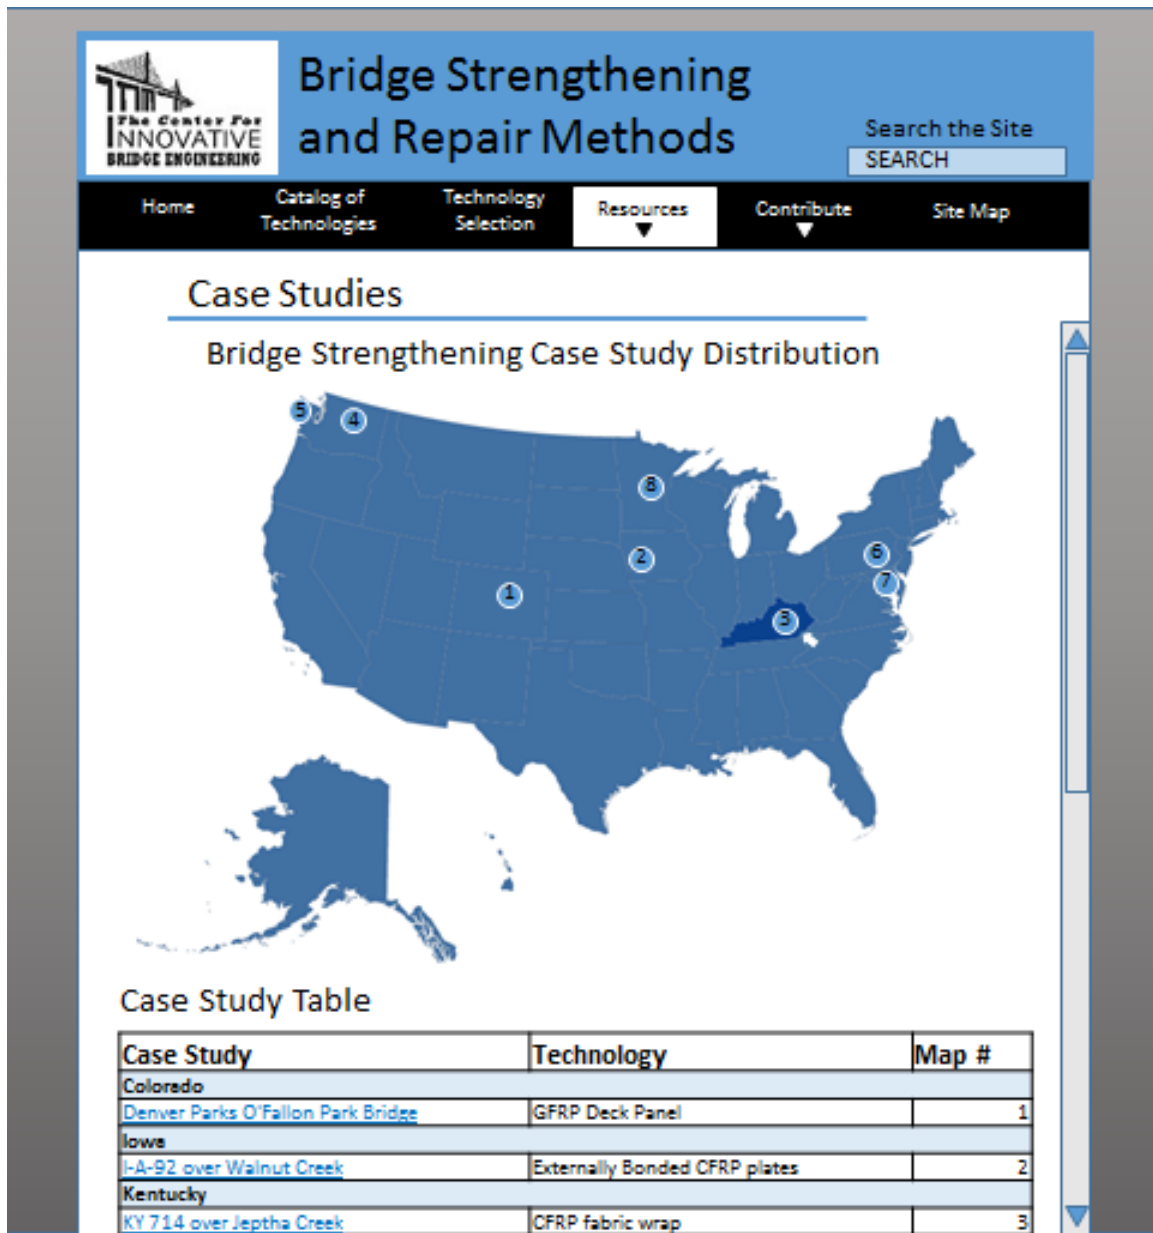 The Center For
INNOVATIVE
BRIDGE ENGINEERING
Bridge Strengthening
and Repair Methods
Search the Site
SEARCH
Home
Catalog of
Technologies
Technology
Selection
Resources
Contribute
Site Map
Case Studies
Bridge Strengthening Case Study Distribution
5
4
8
2
6
7
1
3
Case Study Table
Case Study Technology Map #
Colorado
Denver Parks O'Fallon Park Bridge GFRP Deck Panel 1
Iowa
I-A-92 over Walnut Creek Externally Bonded CFRP plates 2
Kentucky
KY 714 over Jeptha Creek CFRP fabric wrap 3